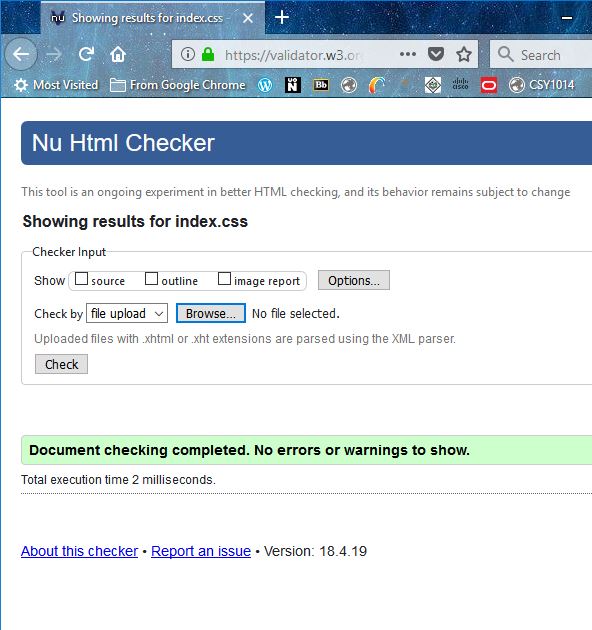 Showing results for index.css -
https://validator.w3.or
Search
Most Visited From Google Chrome UON Bb cisco CSY1014
Nu Html Checker
This tool is an ongoing experiment in better HTML checking, and its behavior remains subject to change
Showing results for index.css
Checker Input
Show source outline image report Options...
Check by file upload Browse... No file selected.
Uploaded files with .xhtml or .xht extensions are parsed using the XML parser.
Check
Document checking completed. No errors or warnings to show.
Total execution time 2 milliseconds.
About this checker • Report an issue • Version: 18.4.19